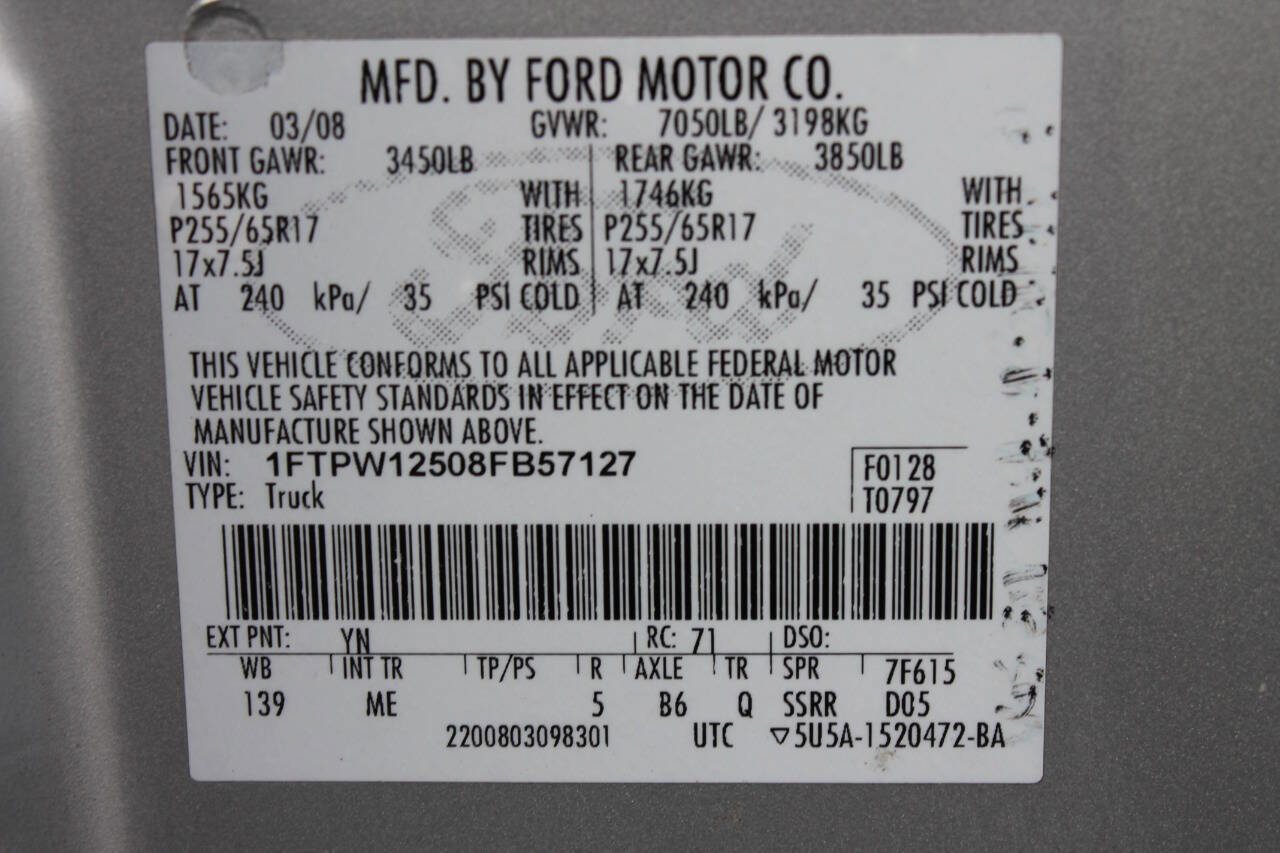 MFD. BY FORD MOTOR CO.
DATE: 03/08 GVWR: 7050LB/ 3198KG
FRONT GAWR: 3450LB REAR GAWR: 3850LB
1565KG WITH 1746KG WITH
P255/65R17 TIRES P255/65R17 TIRES
17x7.5J RIMS 17x7.5J RIMS
AT 240 kPa/ 35 PSI COLD AT 240 kPa/ 35 PSI COLD
Ford
THIS VEHICLE CONFORMS TO ALL APPLICABLE FEDERAL MOTOR
VEHICLE SAFETY STANDARDS IN EFFECT ON THE DATE OF
MANUFACTURE SHOWN ABOVE.
VIN: 1FTPW12508FB57127 F0128
TYPE: Truck T0797
EXT PNT: YN RC: 71 DSO:
WB INT TR TP/PS R AXLE TR SPR 7F615
139 ME 5 B6 Q SSRR D05
2200803098301 UTC ▽5U5A-1520472-BA